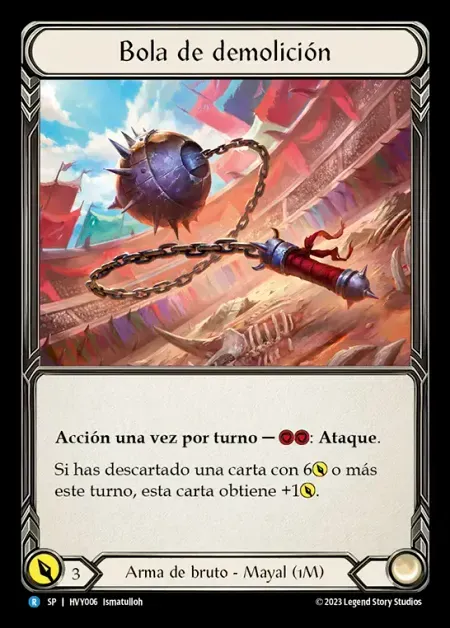 Bola de demolición
Acción una vez por turno — : Ataque.
Si has descartado una carta con 6 o más
este turno, esta carta obtiene +1.
3
Arma de bruto - Mayal (1M)
R SP | HVY006 Ismatulloh
© 2023 Legend Story Studios